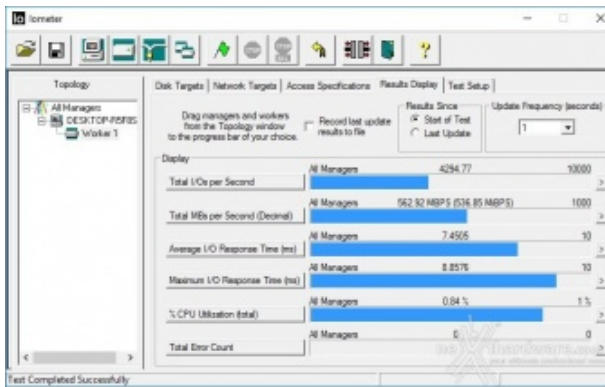 Iometer
Topology
All Managers
Worker 1
Disk Targets
Network Targets
Access Specifications
Results Display
Test Setup
Drag managers and workers
from the Topology window
to the progress bar of your choice.
Record last update
results to file
Results Since
Start of Test
Last Update
Update Frequency (seconds)
1
Display
All Managers 4294.77 10000
Total I/Os per Second
All Managers 562.92 MBPS (536.85 MiBPS) 1000
Total MBs per Second (Decimal)
All Managers 7.4505 10
Average I/O Response Time (ms)
All Managers 8.8576 10
Maximum I/O Response Time (ms)
All Managers 0.84 % 1 %
% CPU Utilization (total)
All Managers 0 0
Total Error Count
Test Completed Successfully